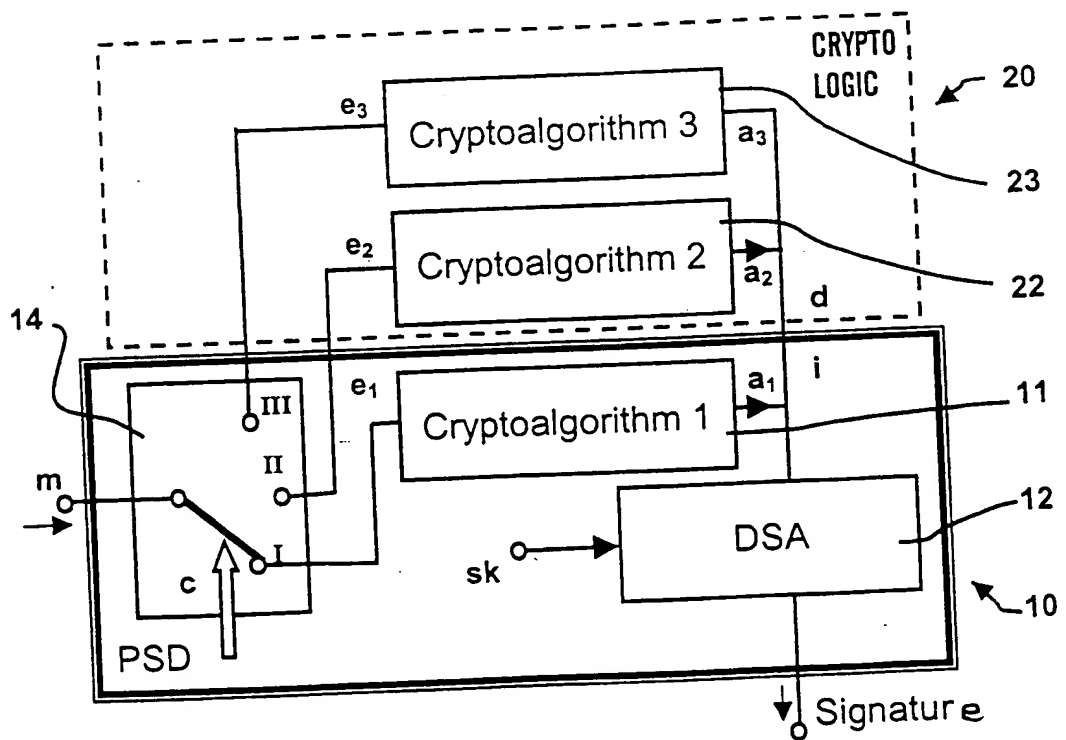 CRYPTO
LOGIC
20
e3
Cryptoalgorithm 3
a3
23
e2
Cryptoalgorithm 2
a2
22
d
14
e1
Cryptoalgorithm 1
a1
i
11
III
II
m
I
c
sk
DSA
12
10
PSD
Signature